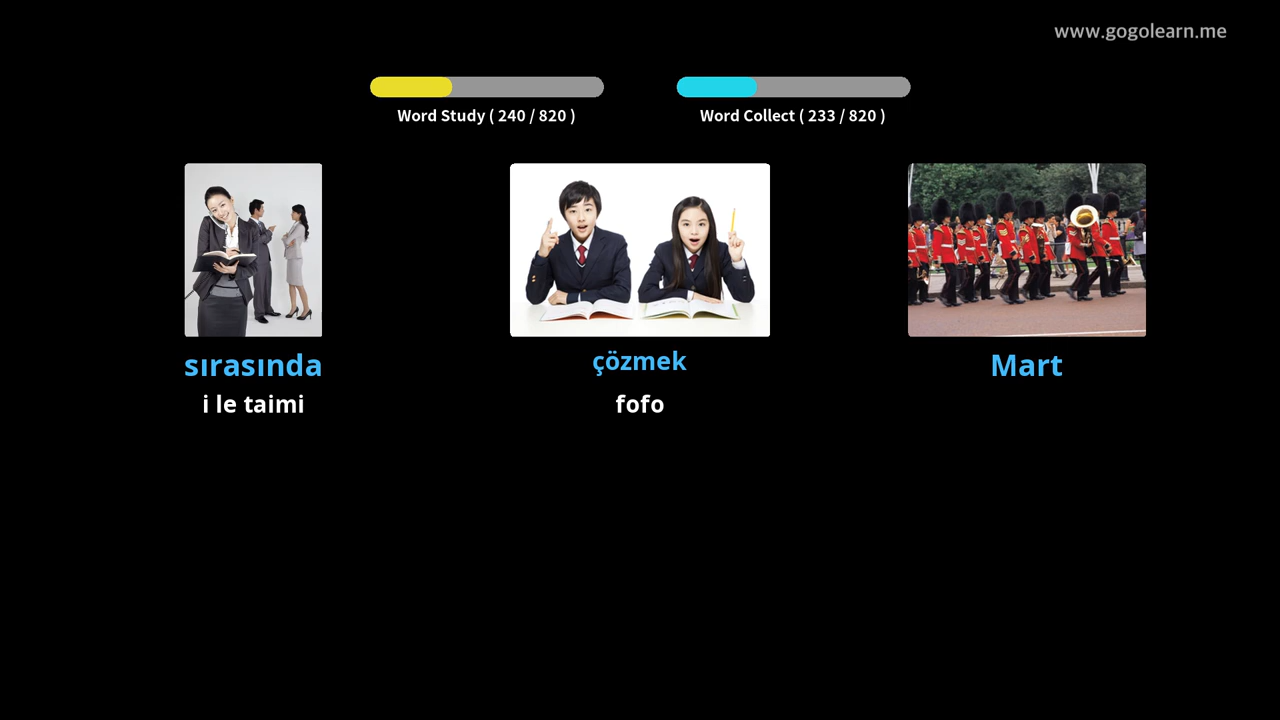 www.gogolearn.me
Word Study ( 240 / 820 )
Word Collect ( 233 / 820 )
sırasında
i le taimi
çözmek
fofo
Mart